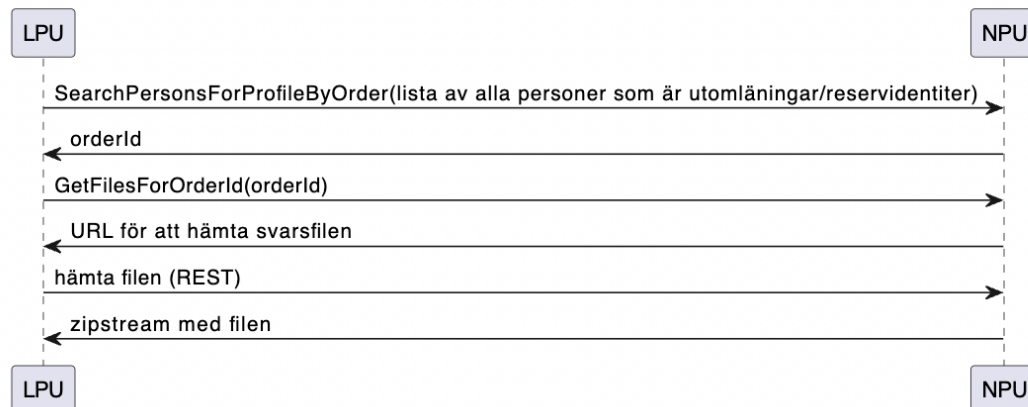 LPU NPU
SearchPersonsForProfileByOrder(lista av alla personer som är utomläningar/reservidentiter)
orderId
GetFilesForOrderId(orderId)
URL för att hämta svarsfilen
hämta filen (REST)
zipstream med filen
LPU NPU